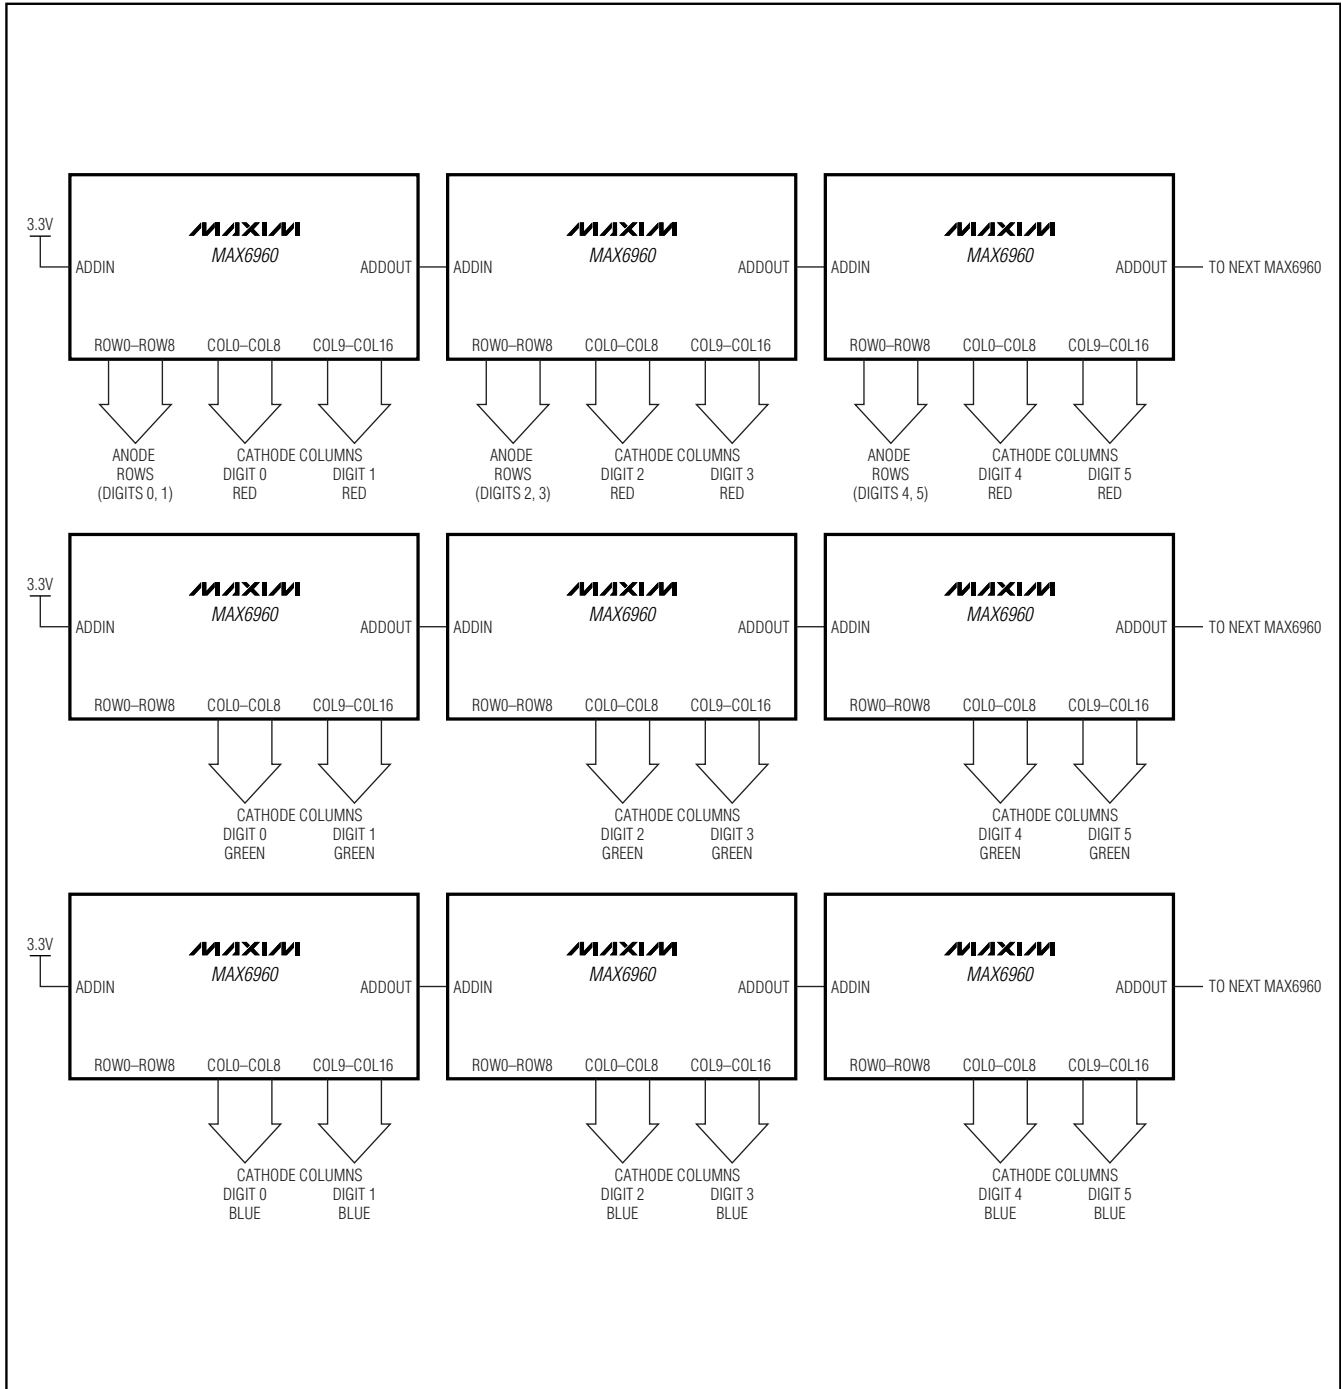 MAXIM MAXIM MAXIM
3.3V MAX6960 MAX6960 MAX6960
ADDIN ADDOUT ADDIN ADDOUT ADDIN ADDOUT TO NEXT MAX6960
ROW0–ROW8 COL0–COL8 COL9–COL16 ROW0–ROW8 COL0–COL8 COL9–COL16 ROW0–ROW8 COL0–COL8 COL9–COL16
ANODE CATHODE COLUMNS ANODE CATHODE COLUMNS ANODE CATHODE COLUMNS
ROWS DIGIT 0 DIGIT 1 ROWS DIGIT 2 DIGIT 3 ROWS DIGIT 4 DIGIT 5
(DIGITS 0, 1) RED RED (DIGITS 2, 3) RED RED (DIGITS 4, 5) RED RED
MAXIM MAXIM MAXIM
3.3V MAX6960 MAX6960 MAX6960
ADDIN ADDOUT ADDIN ADDOUT ADDIN ADDOUT TO NEXT MAX6960
ROW0–ROW8 COL0–COL8 COL9–COL16 ROW0–ROW8 COL0–COL8 COL9–COL16 ROW0–ROW8 COL0–COL8 COL9–COL16
CATHODE COLUMNS CATHODE COLUMNS CATHODE COLUMNS
DIGIT 0 DIGIT 1 DIGIT 2 DIGIT 3 DIGIT 4 DIGIT 5
GREEN GREEN GREEN GREEN GREEN GREEN
MAXIM MAXIM MAXIM
3.3V MAX6960 MAX6960 MAX6960
ADDIN ADDOUT ADDIN ADDOUT ADDIN ADDOUT TO NEXT MAX6960
ROW0–ROW8 COL0–COL8 COL9–COL16 ROW0–ROW8 COL0–COL8 COL9–COL16 ROW0–ROW8 COL0–COL8 COL9–COL16
CATHODE COLUMNS CATHODE COLUMNS CATHODE COLUMNS
DIGIT 0 DIGIT 1 DIGIT 2 DIGIT 3 DIGIT 4 DIGIT 5
BLUE BLUE BLUE BLUE BLUE BLUE